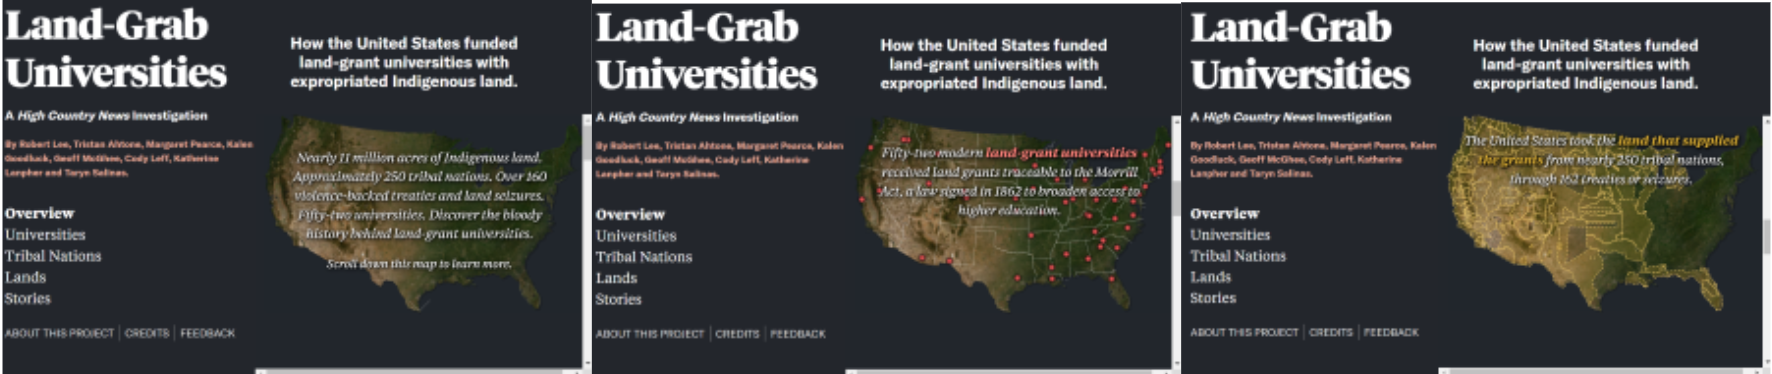 Land-Grab
Universities
A High Country News Investigation
By Robert Lee, Tristan Ahtone, Margaret Pearce, Kalen
Goodluck, Geoff McGhee, Cody Leff, Katherine
Lanpher and Taryn Salinas.
Overview
Universities
Tribal Nations
Lands
Stories
ABOUT THIS PROJECT | CREDITS | FEEDBACK
How the United States funded
land-grant universities with
expropriated Indigenous land.
Nearly 11 million acres of Indigenous land.
Approximately 250 tribal nations. Over 160
violence-backed treaties and land seizures.
Fifty-two universities. Discover the bloody
history behind land-grant universities.
Scroll down this map to learn more.
Land-Grab
Universities
A High Country News Investigation
By Robert Lee, Tristan Ahtone, Margaret Pearce, Kalen
Goodluck, Geoff McGhee, Cody Leff, Katherine
Lanpher and Taryn Salinas.
Overview
Universities
Tribal Nations
Lands
Stories
ABOUT THIS PROJECT | CREDITS | FEEDBACK
How the United States funded
land-grant universities with
expropriated Indigenous land.
Fifty-two modern land-grant universities
received land grants traceable to the Morrill
Act, a law signed in 1862 to broaden access to
higher education.
Land-Grab
Universities
A High Country News Investigation
By Robert Lee, Tristan Ahtone, Margaret Pearce, Kalen
Goodluck, Geoff McGhee, Cody Leff, Katherine
Lanpher and Taryn Salinas.
Overview
Universities
Tribal Nations
Lands
Stories
ABOUT THIS PROJECT | CREDITS | FEEDBACK
How the United States funded
land-grant universities with
expropriated Indigenous land.
The United States took the land that supplied
the grants from nearly 250 tribal nations,
through 162 treaties or seizures.